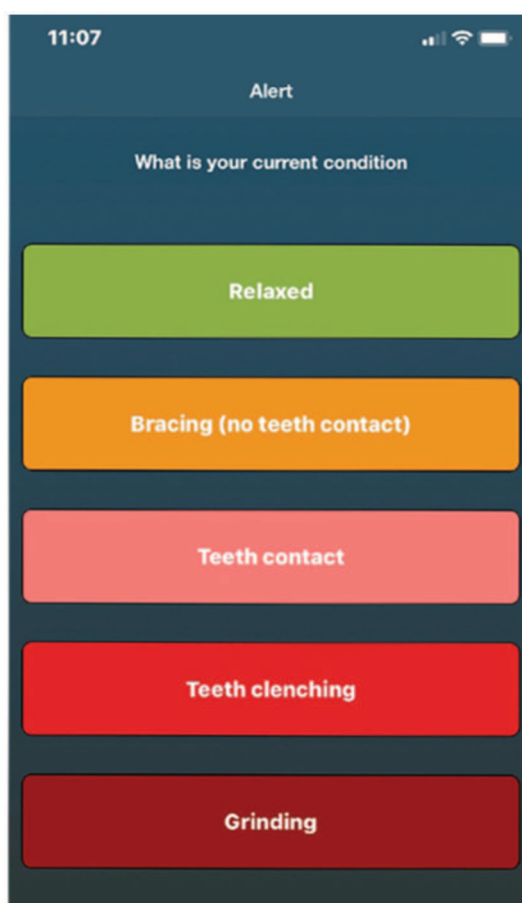 11:07
Alert
What is your current condition
Relaxed
Bracing (no teeth contact)
Teeth contact
Teeth clenching
Grinding